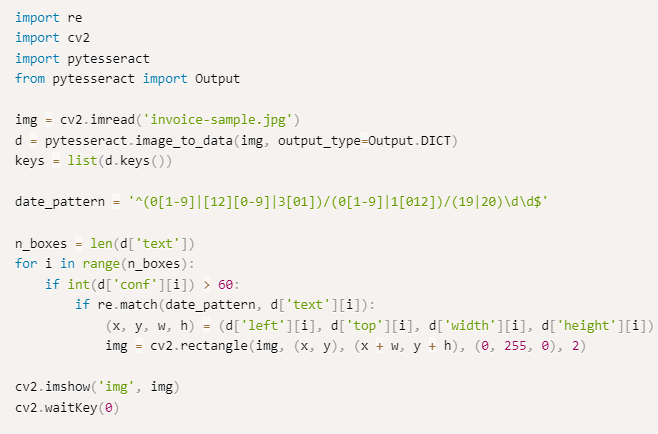 import re
import cv2
import pytesseract
from pytesseract import Output

img = cv2.imread('invoice-sample.jpg')
d = pytesseract.image_to_data(img, output_type=Output.DICT)
keys = list(d.keys())

date_pattern = '^(0[1-9]|[12][0-9]|3[01])/(0[1-9]|1[012])/(19|20)\d\d$'

n_boxes = len(d['text'])
for i in range(n_boxes):
    if int(d['conf'][i]) > 60:
        if re.match(date_pattern, d['text'][i]):
            (x, y, w, h) = (d['left'][i], d['top'][i], d['width'][i], d['height'][i])
            img = cv2.rectangle(img, (x, y), (x + w, y + h), (0, 255, 0), 2)

cv2.imshow('img', img)
cv2.waitKey(0)